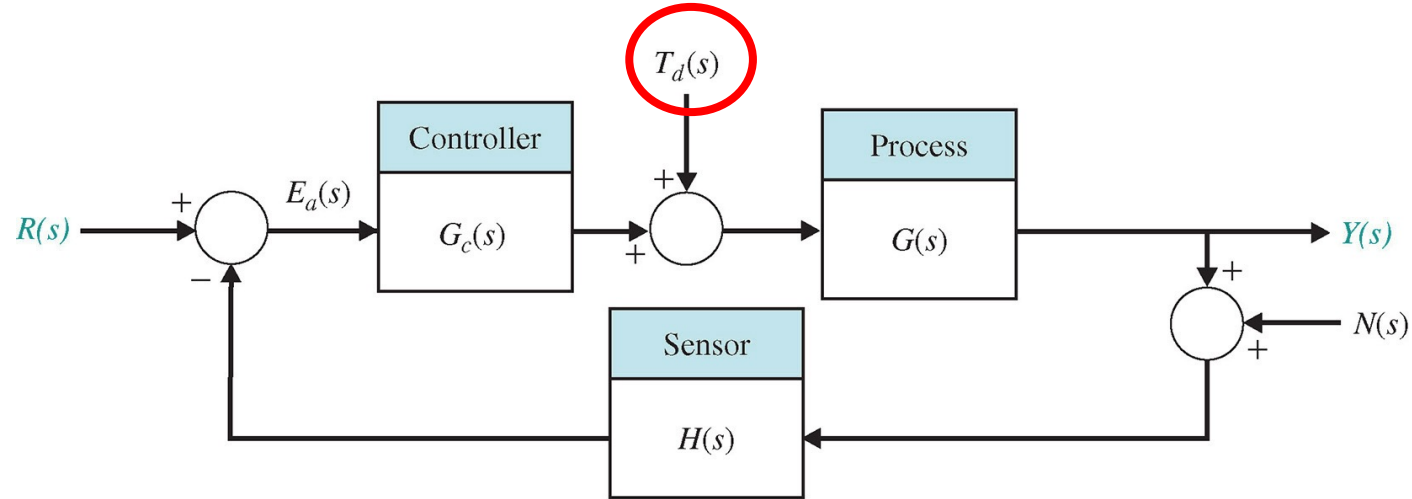 T_d(s)
Controller
Process
+
E_a(s)
+
R(s)
G_c(s)
+
G(s)
Y(s)
−
+
Sensor
N(s)
+
H(s)